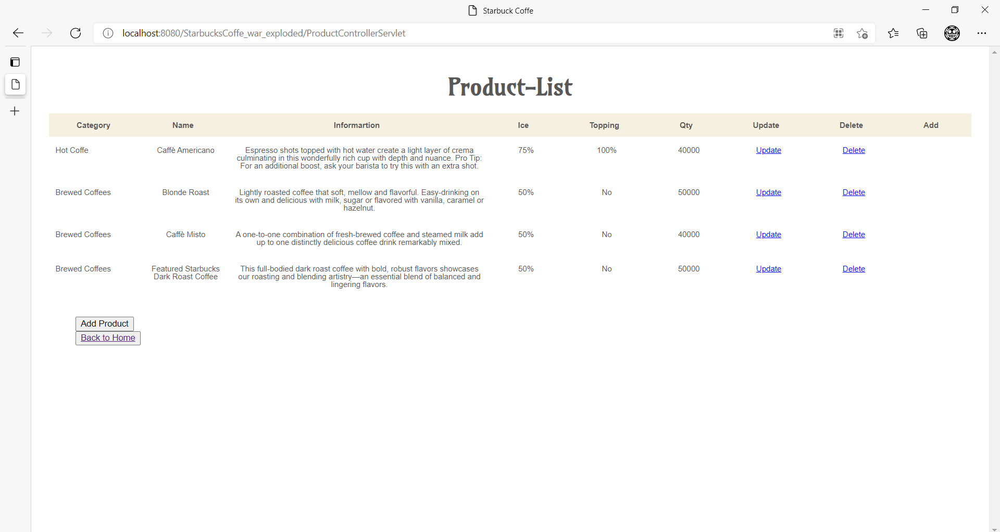 Starbuck Coffe
localhost:8080/StarbucksCoffe_war_exploded/ProductControllerServlet
Product-List
Category Name Informartion Ice Topping Qty Update Delete Add
Hot Coffe Caffè Americano Espresso shots topped with hot water create a light layer of crema 75% 100% 40000 Update Delete
culminating in this wonderfully rich cup with depth and nuance. Pro Tip:
For an additional boost, ask your barista to try this with an extra shot.
Brewed Coffees Blonde Roast Lightly roasted coffee that soft, mellow and flavorful. Easy-drinking on 50% No 50000 Update Delete
its own and delicious with milk, sugar or flavored with vanilla, caramel or
hazelnut.
Brewed Coffees Caffè Misto A one-to-one combination of fresh-brewed coffee and steamed milk add 50% No 40000 Update Delete
up to one distinctly delicious coffee drink remarkably mixed.
Brewed Coffees Featured Starbucks This full-bodied dark roast coffee with bold, robust flavors showcases 50% No 50000 Update Delete
Dark Roast Coffee our roasting and blending artistry—an essential blend of balanced and
lingering flavors.
Add Product
Back to Home